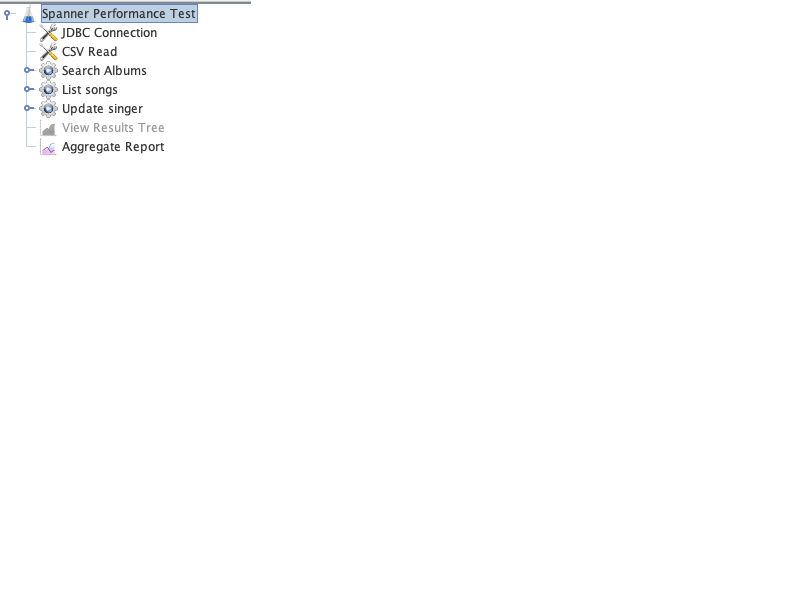 Spanner Performance Test
JDBC Connection
CSV Read
Search Albums
List songs
Update singer
View Results Tree
Aggregate Report